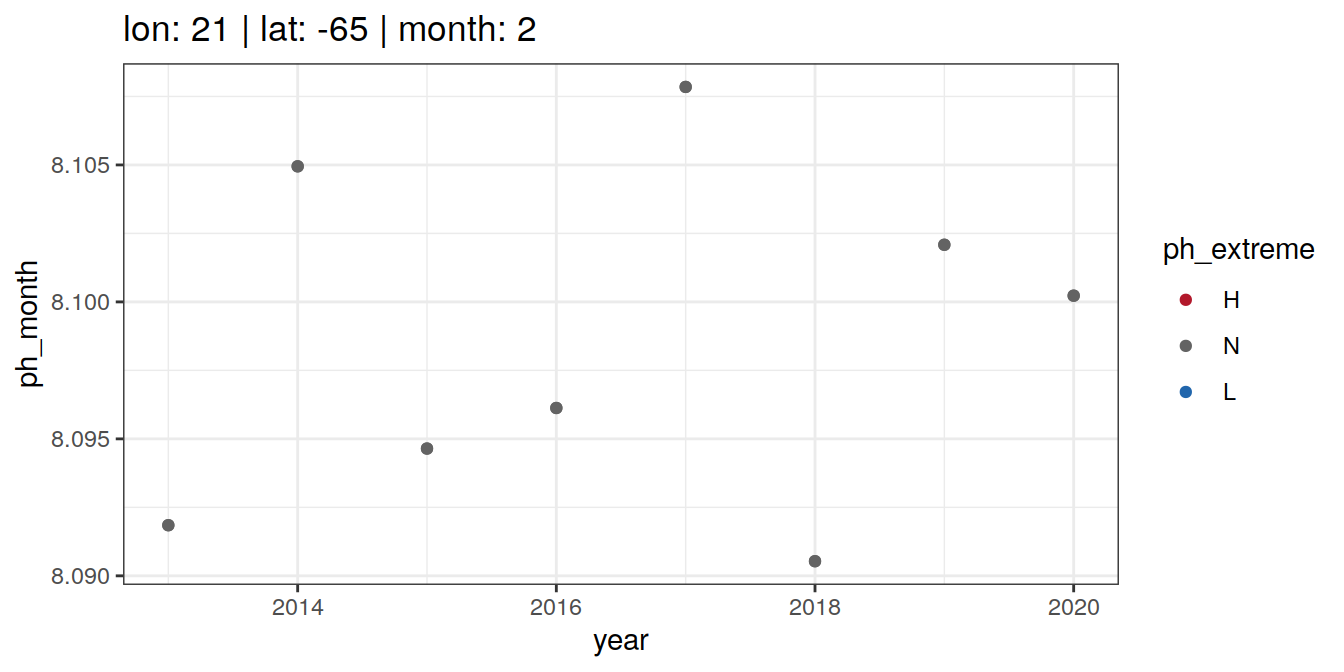 lon: 21 | lat: -65 | month: 2
8.105
8.100
8.095
8.090
ph_month
2014
2016
2018
2020
year
ph_extreme
H
N
L